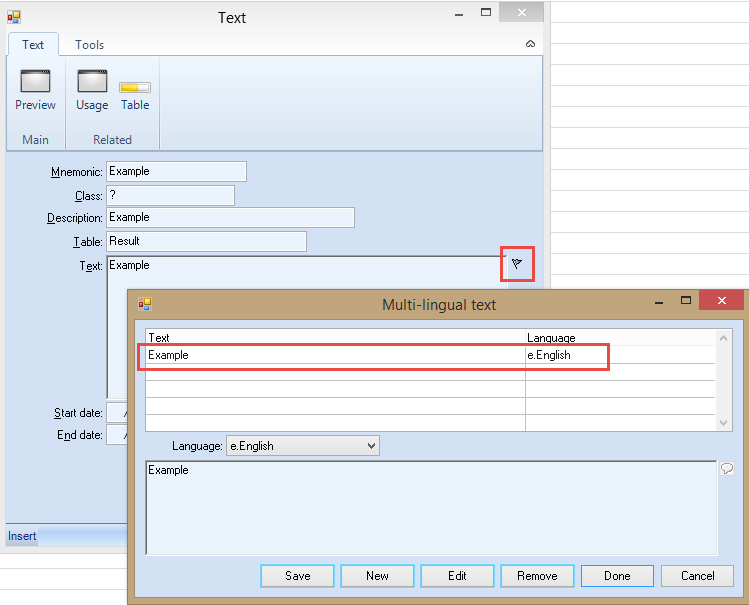 Text
Text Tools
Preview Usage Table
Main Related
Mnemonic: Example
Class: ?
Description: Example
Table: Result
Text: Example
Start date: /
End date: /
Insert
Multi-lingual text
Text Language
Example e.English
Language: e.English
Example
Save New Edit Remove Done Cancel